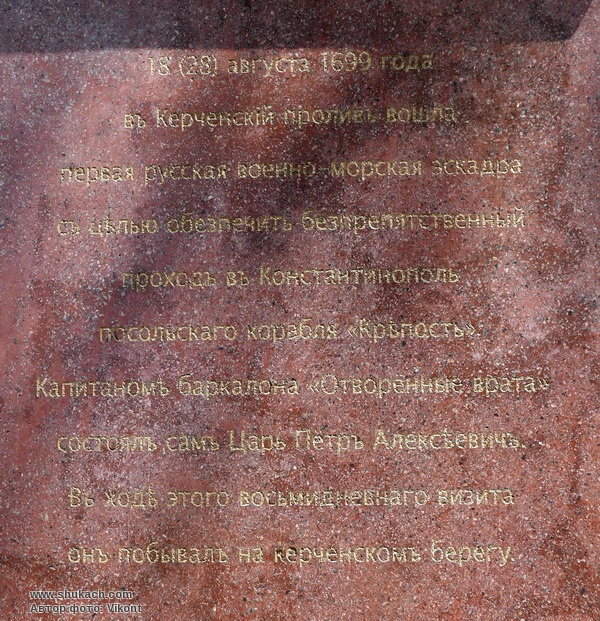 18 (28) августа 1699 года
въ Керченскій проливъ вошла
первая русская военно-морская эскадра
съ цѣлью обезпечить безпрепятственный
проходъ въ Константинополь
посольскаго корабля «Крѣпость».
Капитаномъ баркалона «Отворённые врата»
состоялъ самъ Царь Пётръ Алексѣевичъ.
Въ ходѣ этого восьмидневнаго визита
онъ побывалъ на керченскомъ берегу.
www.shukach.com
Автор фото: Vikont